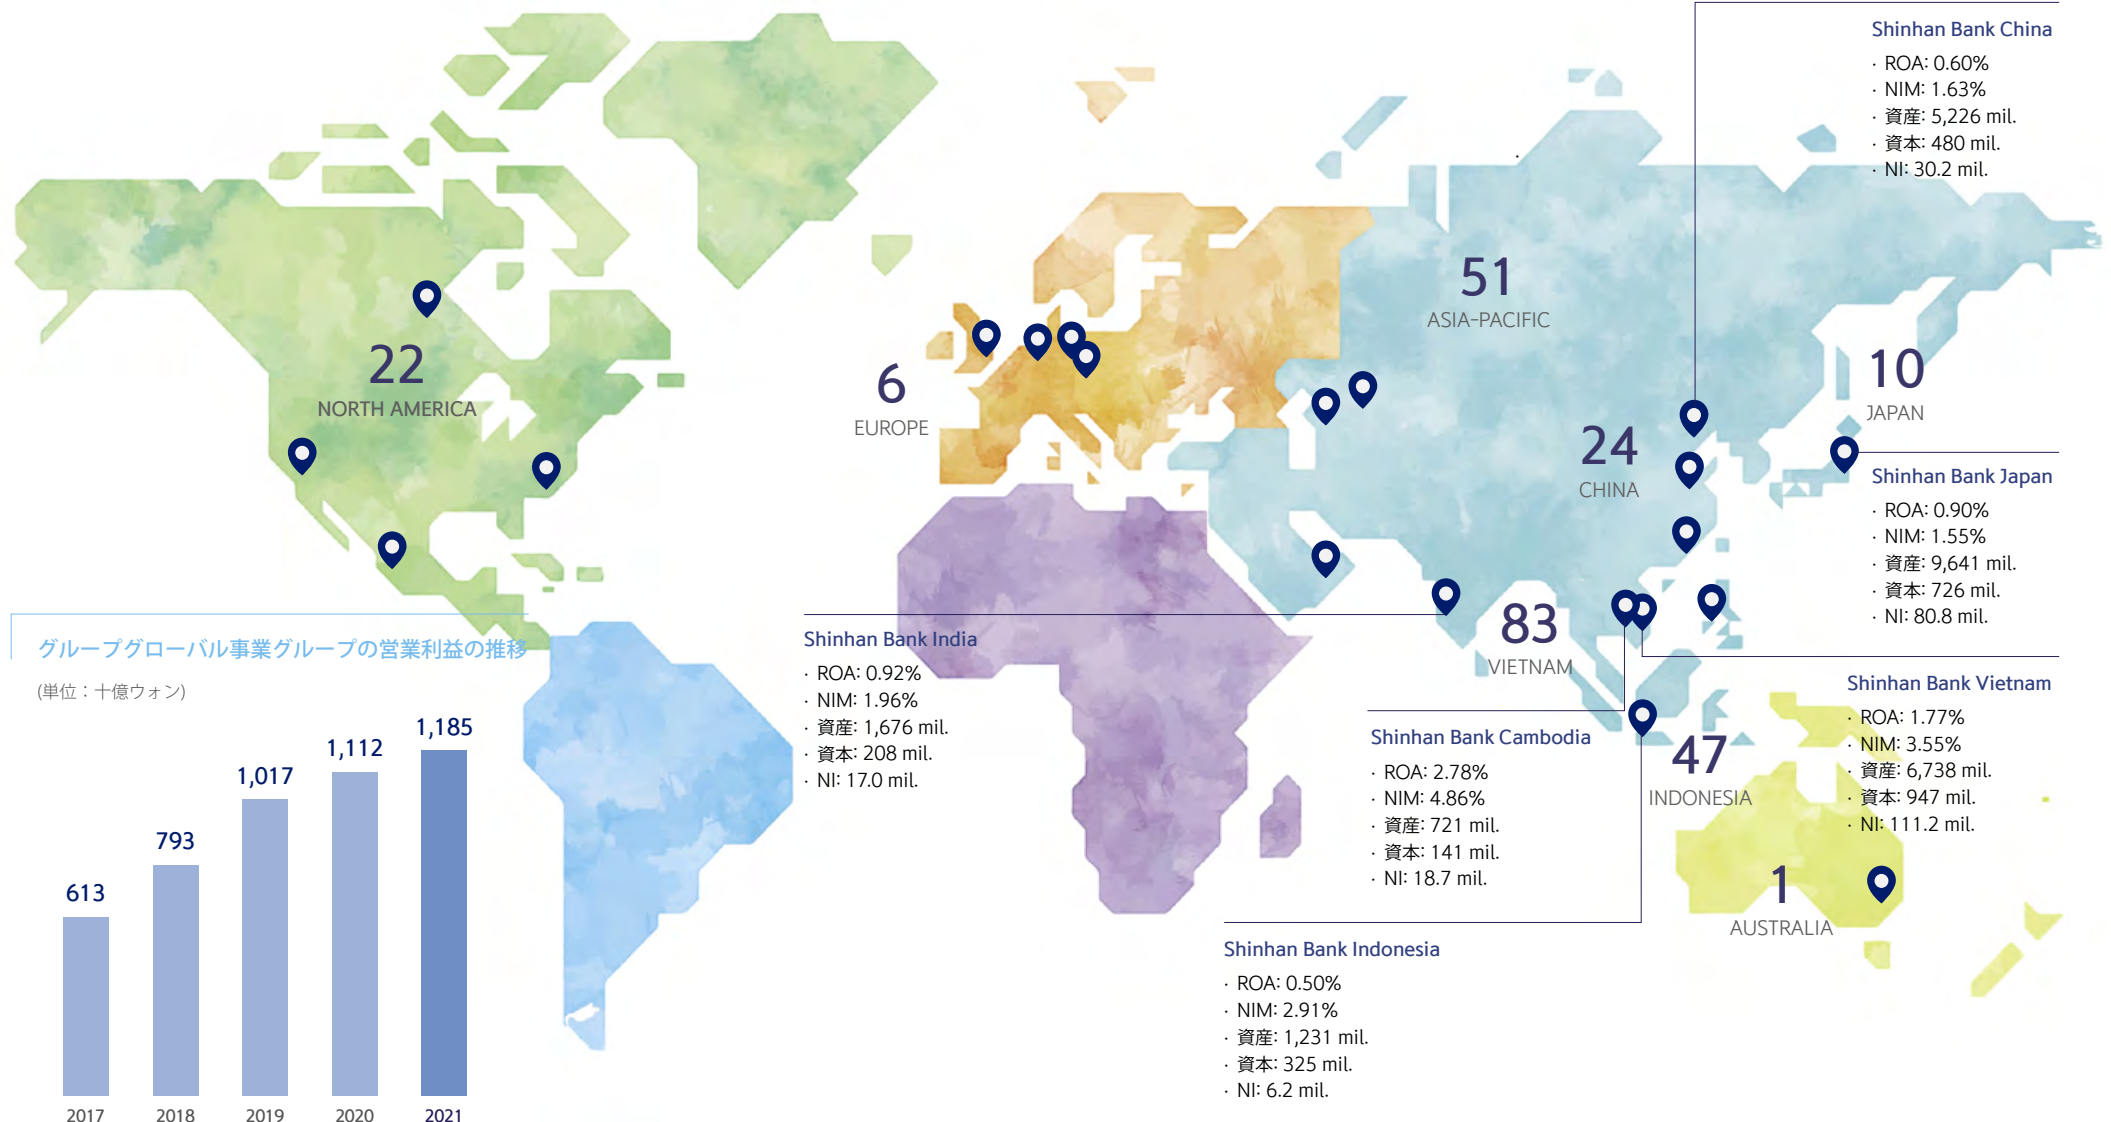 Shinhan Bank China
· ROA: 0.60%
· NIM: 1.63%
· 資産: 5,226 mil.
· 資本: 480 mil.
· NI: 30.2 mil.
51
ASIA-PACIFIC
22
NORTH AMERICA
6
EUROPE
10
JAPAN
24
CHINA
Shinhan Bank Japan
· ROA: 0.90%
· NIM: 1.55%
· 資産: 9,641 mil.
· 資本: 726 mil.
· NI: 80.8 mil.
83
VIETNAM
Shinhan Bank India
· ROA: 0.92%
· NIM: 1.96%
· 資産: 1,676 mil.
· 資本: 208 mil.
· NI: 17.0 mil.
Shinhan Bank Vietnam
· ROA: 1.77%
· NIM: 3.55%
· 資産: 6,738 mil.
· 資本: 947 mil.
· NI: 111.2 mil.
Shinhan Bank Cambodia
· ROA: 2.78%
· NIM: 4.86%
· 資産: 721 mil.
· 資本: 141 mil.
· NI: 18.7 mil.
47
INDONESIA
1
AUSTRALIA
Shinhan Bank Indonesia
· ROA: 0.50%
· NIM: 2.91%
· 資産: 1,231 mil.
· 資本: 325 mil.
· NI: 6.2 mil.
グループグローバル事業グループの営業利益の推移
(単位：十億ウォン)
613
793
1,017
1,112
1,185
2017
2018
2019
2020
2021